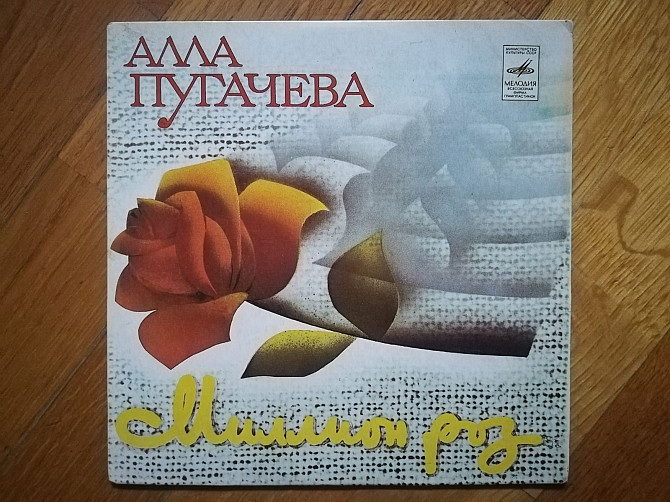 АЛЛА
ПУГАЧЕВА
МИНИСТЕРСТВО
КУЛЬТУРЫ СССР
МЕЛОДИЯ
ВСЕСОЮЗНАЯ
ФИРМА
ГРАМПЛАСТИНОК
Миллион роз